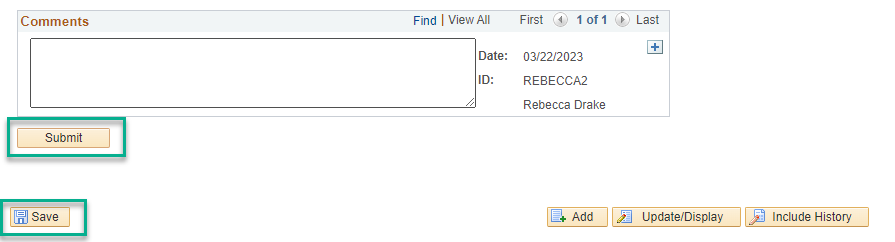 Comments Find | View All First 1 of 1 Last
Date: 03/22/2023
ID: REBECCA2
Rebecca Drake
Submit
Save Add Update/Display Include History